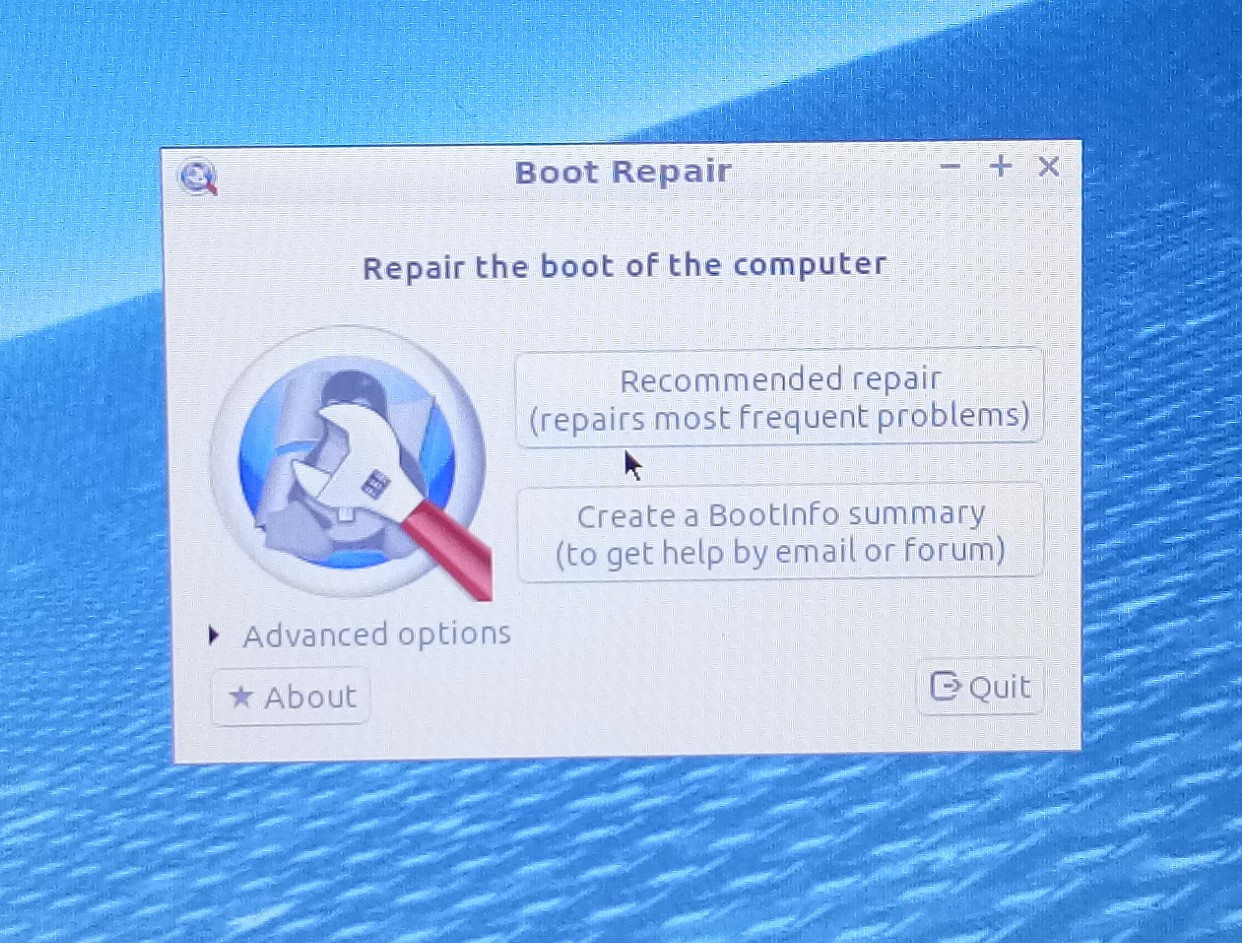 Boot Repair
Repair the boot of the computer
Recommended repair
(repairs most frequent problems)
Create a BootInfo summary
(to get help by email or forum)
Advanced options
About
Quit